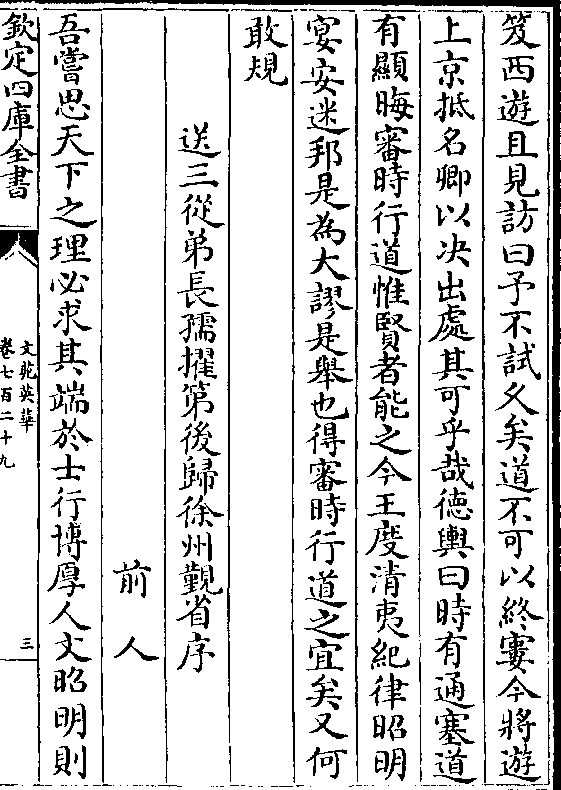 笈西遊且見訪曰予不試久矣道不可以終窶今將遊
上京抵名卿以決出處其可乎哉德輿曰時有通塞道
有顯晦審時行道惟賢者能之今王度清夷紀律昭明
宴安迷邦是為大謬是舉也得審時行道之宜矣又何
敢規
送三從弟長孺擢第後歸徐州覲省序
前人
吾嘗思天下之理必求其端於士行博厚人文昭明則
欽定四庫全書
文苑英華
卷七百二十九
三